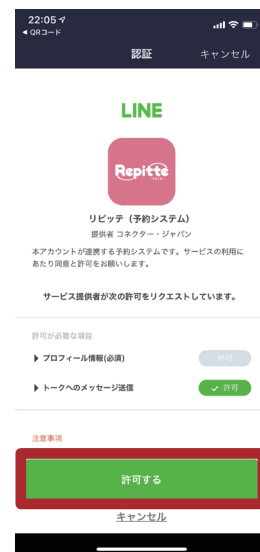 22:05
◀ QRコード
認証
キャンセル
LINE
Repitte
リピッテ（予約システム）
提供者 コネクター・ジャパン
本アカウントが連携する予約システムです。サービスの利用に
あたり同意と許可をお願いします。
サービス提供者が次の許可をリクエストしています。
許可が必要な項目
▶ プロフィール情報(必須)
許可
▶ トークへのメッセージ送信
✓ 許可
注意事項
許可する
キャンセル